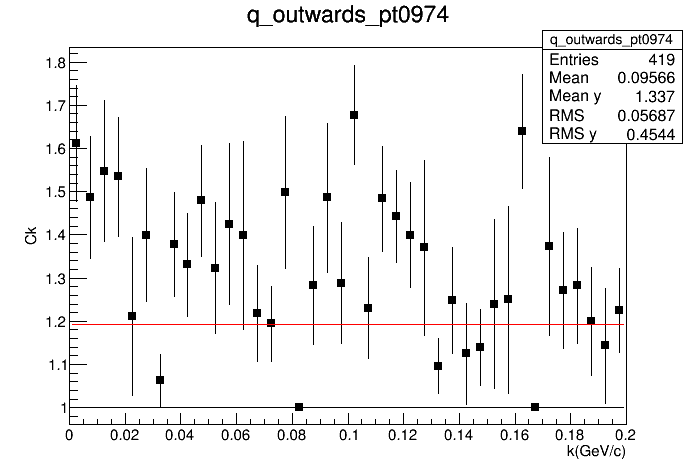 q_outwards_pt0974
q_outwards_pt0974
Entries 419
Mean 0.09566
Mean y 1.337
RMS 0.05687
RMS y 0.4544
Ck
1.8
1.7
1.6
1.5
1.4
1.3
1.2
1.1
1
0 0.02 0.04 0.06 0.08 0.1 0.12 0.14 0.16 0.18 0.2
k(GeV/c)